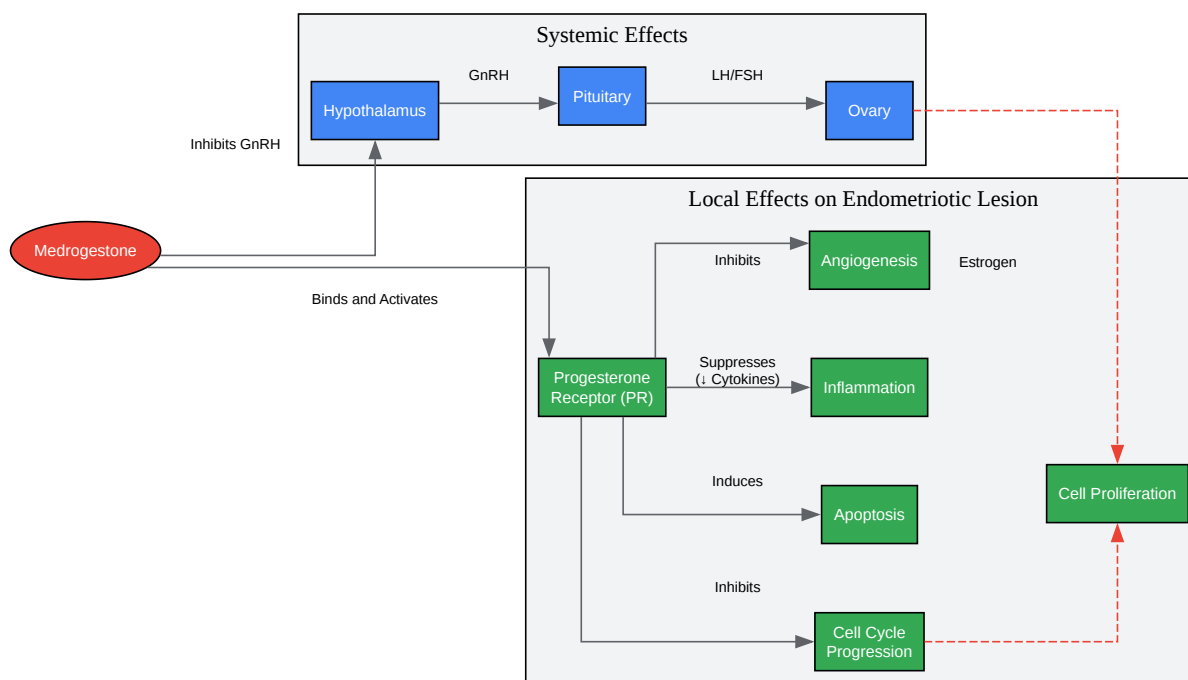 Systemic Effects
GnRH
LH/FSH
Hypothalamus
Pituitary
Ovary
Inhibits GnRH
Local Effects on Endometriotic Lesion
Medrogestone
Inhibits
Angiogenesis
Estrogen
Binds and Activates
Suppresses
(↓ Cytokines)
Progesterone
Receptor (PR)
Inflammation
Induces
Apoptosis
Cell Proliferation
Inhibits
Cell Cycle
Progression